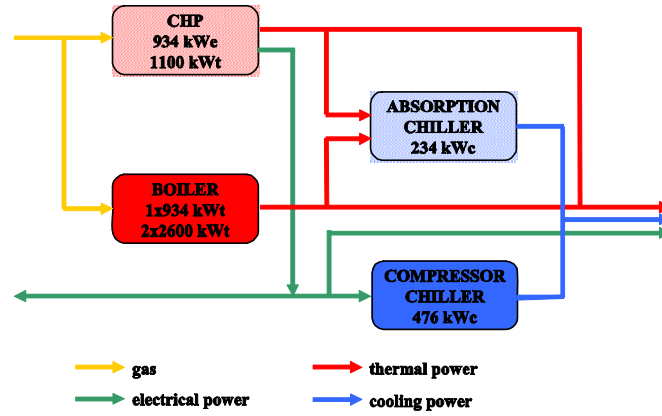 CHP
934 kWe
1100 kWt
ABSORPTION
CHILLER
234 kWc
BOILER
1x934 kWt
2x2600 kWt
COMPRESSOR
CHILLER
476 kWc
gas
thermal power
electrical power
cooling power